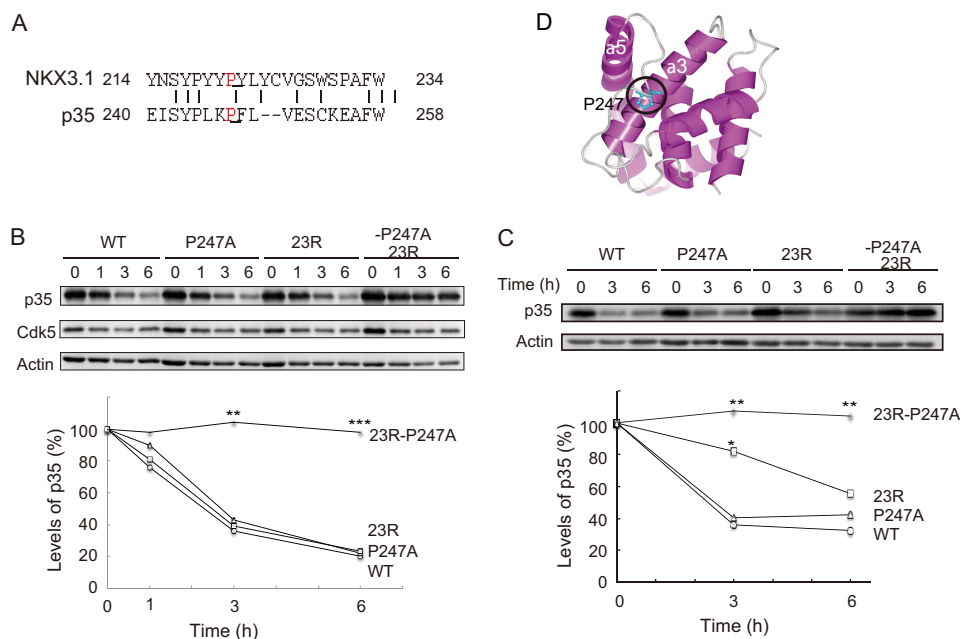 A
NKX3.1 214 YNSYPYYYPYLYCVGSWSPAFW 234
p35 240 EISYPLKPFL--VESCKEAFW 258
D
a5
a3
P247
B
WT P247A 23R -P247A
23R
0 1 3 6 0 1 3 6 0 1 3 6 0 1 3 6
p35
Cdk5
Actin
Levels of p35 (%)
100
80
60
40
20
0
** ***
23R-P247A
23R
P247A
WT
0 1 3 6
Time (h)
C
WT P247A 23R -P247A
23R
Time (h) 0 3 6 0 3 6 0 3 6 0 3 6
p35
Actin
Levels of p35 (%)
100
80
60
40
20
0
** **
*
23R-P247A
23R
P247A
WT
0 3 6
Time (h)